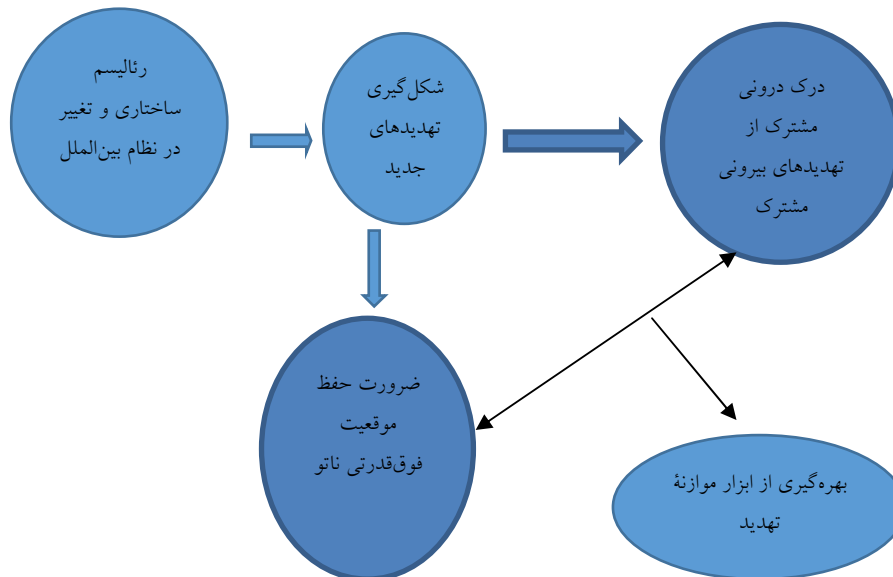 رئالیسم
ساختاری و تغییر
در نظام بین‌الملل
شکل‌گیری
تهدیدهای
جدید
درک درونی
مشترک از
تهدیدهای بیرونی
مشترک
ضرورت حفظ
موقعیت
فوق‌قدرتی ناتو
بهره‌گیری از ابزار موازنهٔ
تهدید